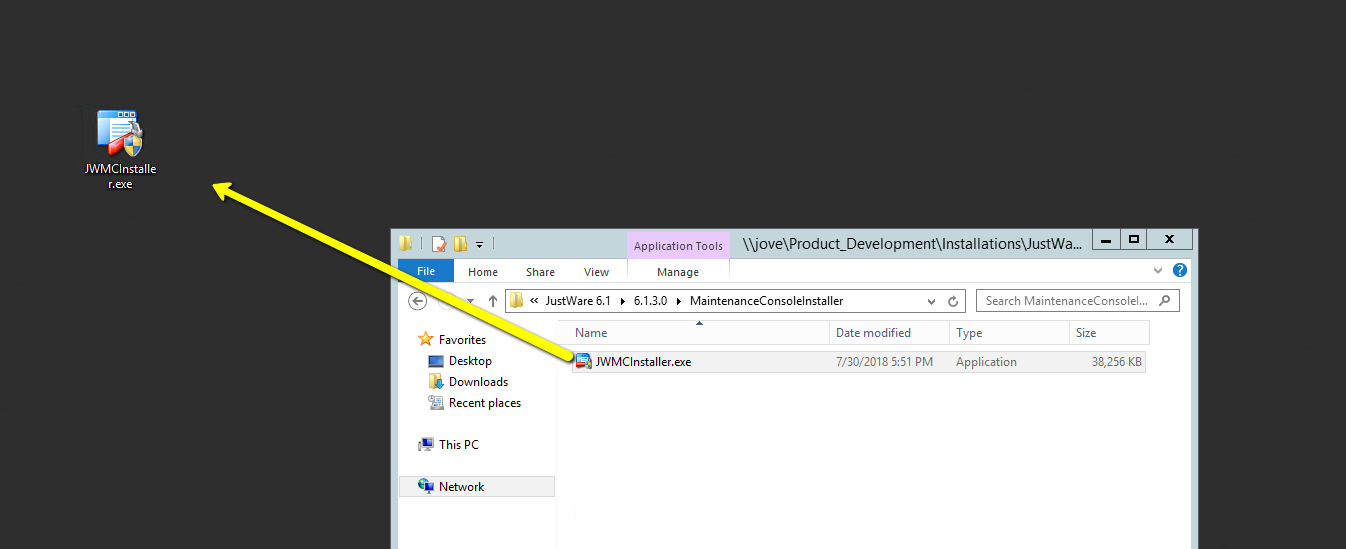 JWMCInstalle
r.exe
Application Tools
\\jove\Product_Development\Installations\JustWa...
File Home Share View Manage
« JustWare 6.1 6.1.3.0 MaintenanceConsoleInstaller
Search MaintenanceConsoleI...
Favorites
Desktop
Downloads
Recent places
This PC
Network
Name Date modified Type Size
JWMCInstaller.exe 7/30/2018 5:51 PM Application 38,256 KB